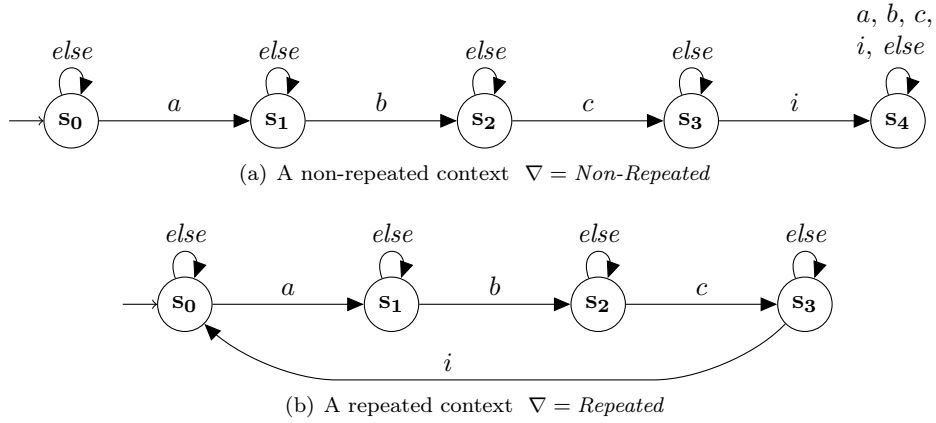 a, b, c,
else else else else i, else
a b c i
s0 s1 s2 s3 s4
(a) A non-repeated context ∇ = Non-Repeated
else else else else
a b c
s0 s1 s2 s3
i
(b) A repeated context ∇ = Repeated